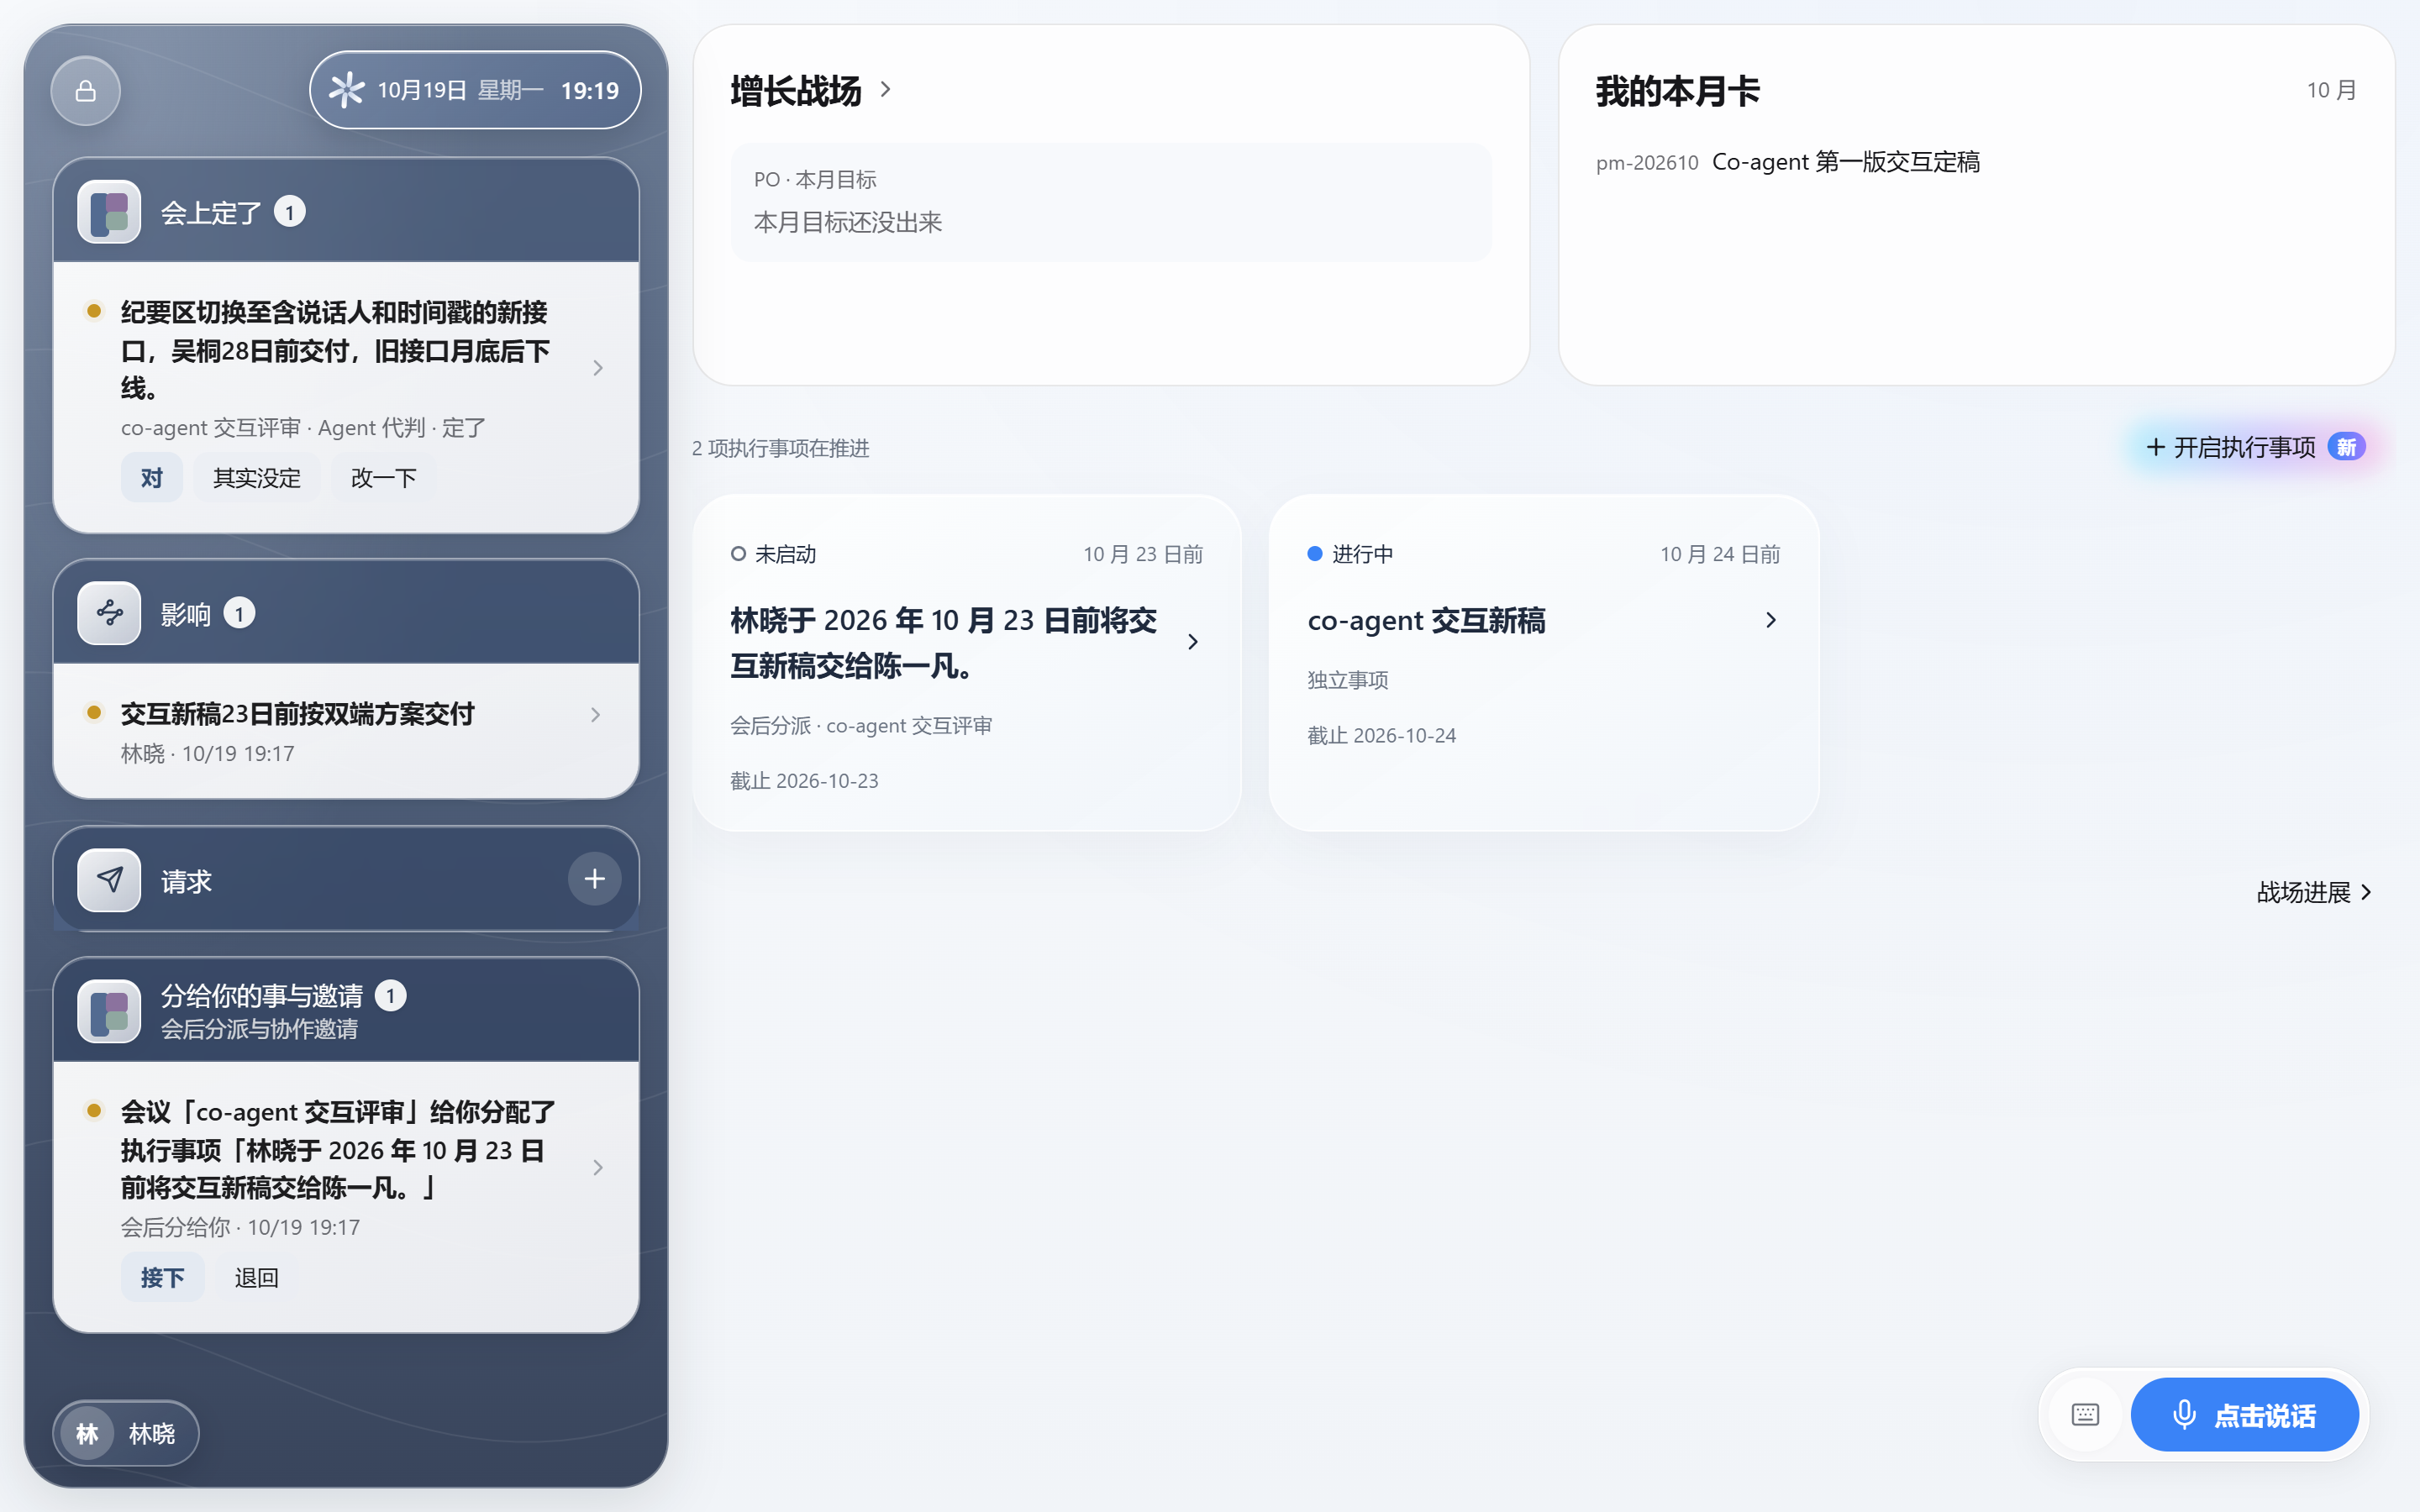 10月19日 星期一 19:19
会上定了 1
纪要区切换至含说话人和时间戳的新接
口，吴桐28日前交付，旧接口月底后下
线。
co-agent 交互评审 · Agent 代判 · 定了
对 其实没定 改一下
影响 1
交互新稿23日前按双端方案交付
林晓 · 10/19 19:17
请求
分给你的事与邀请 1
会后分派与协作邀请
会议「co-agent 交互评审」给你分配了
执行事项「林晓于 2026 年 10 月 23 日
前将交互新稿交给陈一凡。」
会后分给你 · 10/19 19:17
接下 退回
林 林晓
增长战场
PO · 本月目标
本月目标还没出来
我的本月卡 10 月
pm-202610 Co-agent 第一版交互定稿
2 项执行事项在推进
开启执行事项 新
未启动 10 月 23 日前
林晓于 2026 年 10 月 23 日前将交
互新稿交给陈一凡。
会后分派 · co-agent 交互评审
截止 2026-10-23
进行中 10 月 24 日前
co-agent 交互新稿
独立事项
截止 2026-10-24
战场进展
点击说话